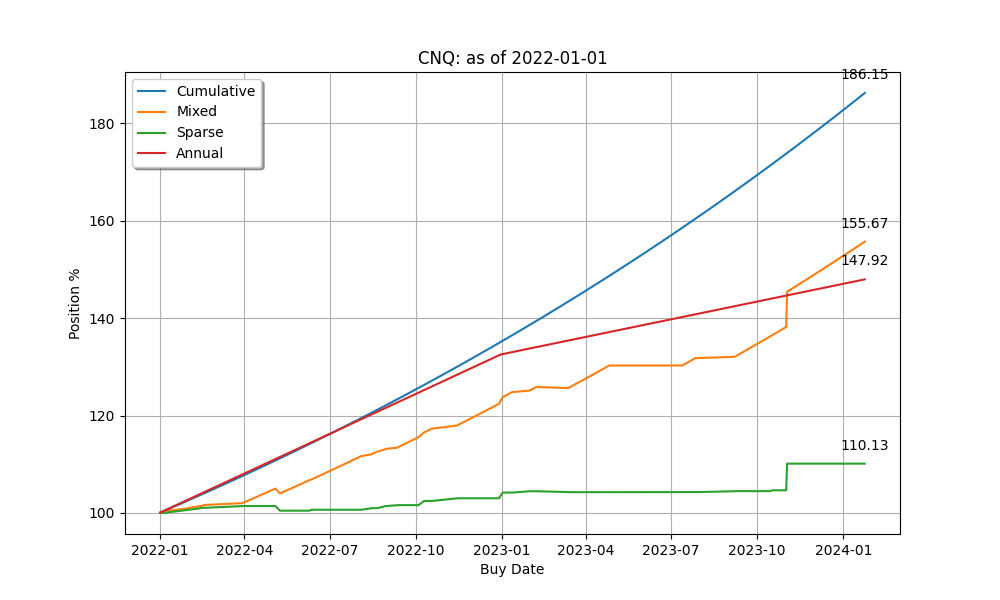 CNQ: as of 2022-01-01
Cumulative
Mixed
Sparse
Annual
186.15
155.67
147.92
110.13
180
160
140
120
100
Position %
2022-01
2022-04
2022-07
2022-10
2023-01
2023-04
2023-07
2023-10
2024-01
Buy Date